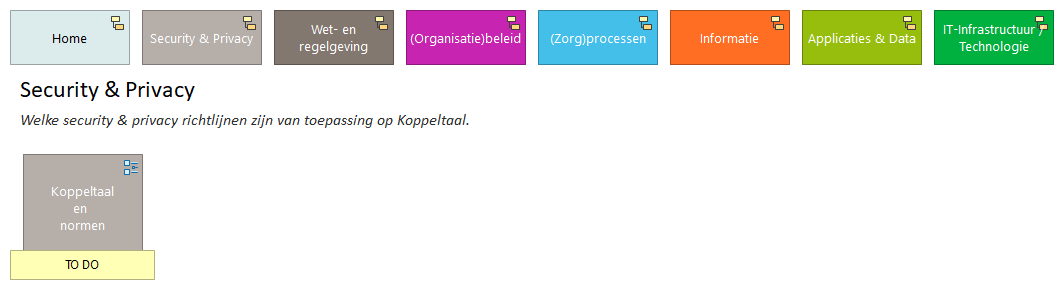 Home
Security & Privacy
Wet- en
regelgeving
(Organisatie)beleid
(Zorg)processen
Informatie
Applicaties & Data
IT-Infrastructuur /
Technologie
Security & Privacy
Welke security & privacy richtlijnen zijn van toepassing op Koppeltaal.
Koppeltaal
en
normen
TO DO